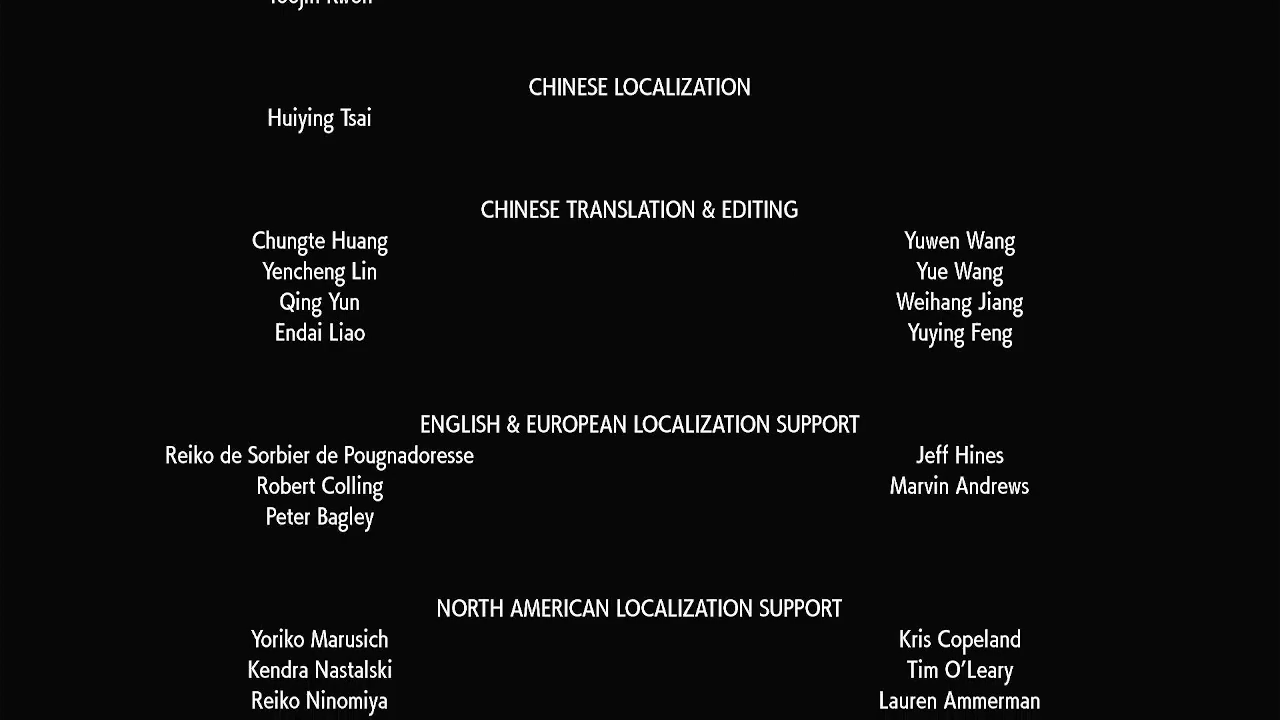 CHINESE LOCALIZATION
Huiying Tsai
CHINESE TRANSLATION & EDITING
Chungte Huang Yuwen Wang
Yencheng Lin Yue Wang
Qing Yun Weihang Jiang
Endai Liao Yuying Feng
ENGLISH & EUROPEAN LOCALIZATION SUPPORT
Reiko de Sorbier de Pougnadoresse Jeff Hines
Robert Colling Marvin Andrews
Peter Bagley
NORTH AMERICAN LOCALIZATION SUPPORT
Yoriko Marusich Kris Copeland
Kendra Nastalski Tim O’Leary
Reiko Ninomiya Lauren Ammerman